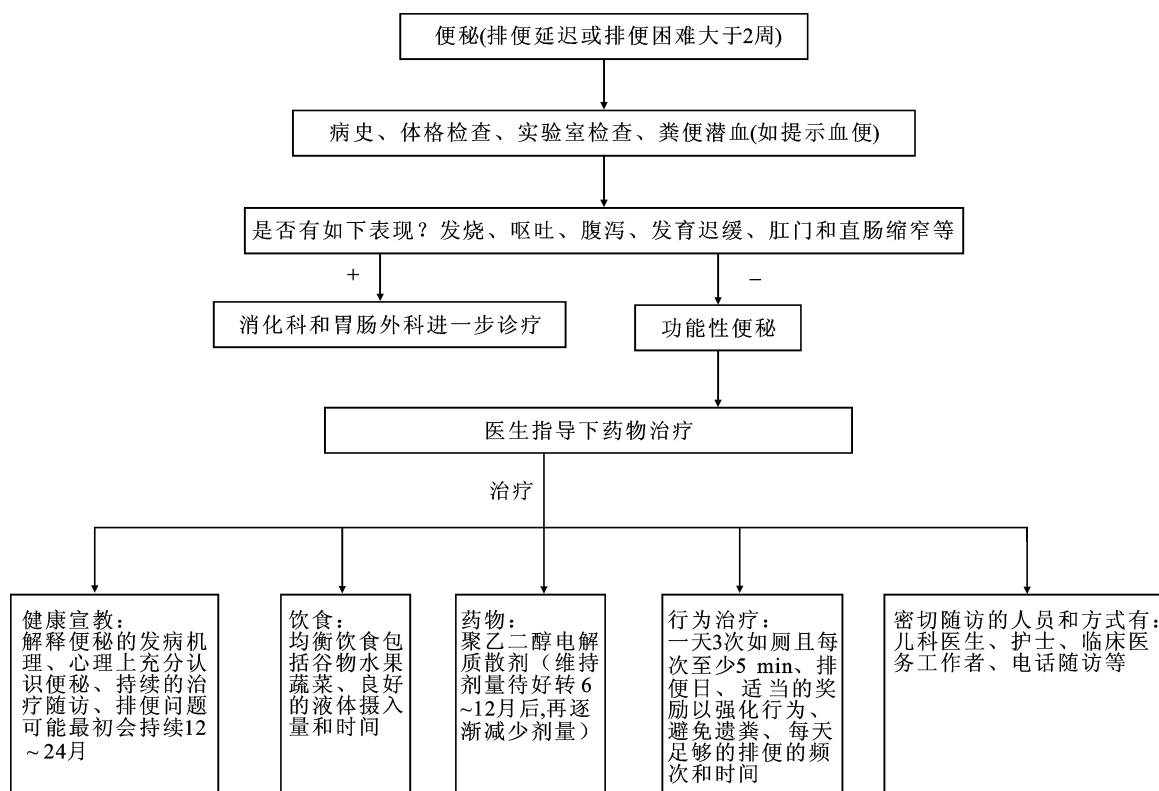 便秘(排便延迟或排便困难大于2周)
病史、体格检查、实验室检查、粪便潜血(如提示血便)
是否有如下表现？发烧、呕吐、腹泻、发育迟缓、肛门和直肠缩窄等
+
−
消化科和胃肠外科进一步诊疗
功能性便秘
医生指导下药物治疗
治疗
健康宣教：
解释便秘的发病机
理、心理上充分认
识便秘、持续的治
疗随访、排便问题
可能最初会持续12
~24月
饮食：
均衡饮食包
括谷物水果
蔬菜、良好
的液体摄入
量和时间
药物：
聚乙二醇电解
质散剂（维持
剂量待好转6
~12月后,再逐
渐减少剂量）
行为治疗：
一天3次如厕且每
次至少5 min、排
便日、适当的奖
励以强化行为、
避免遗粪、每天
足够的排便的频
次和时间
密切随访的人员和方式有：
儿科医生、护士、临床医
务工作者、电话随访等